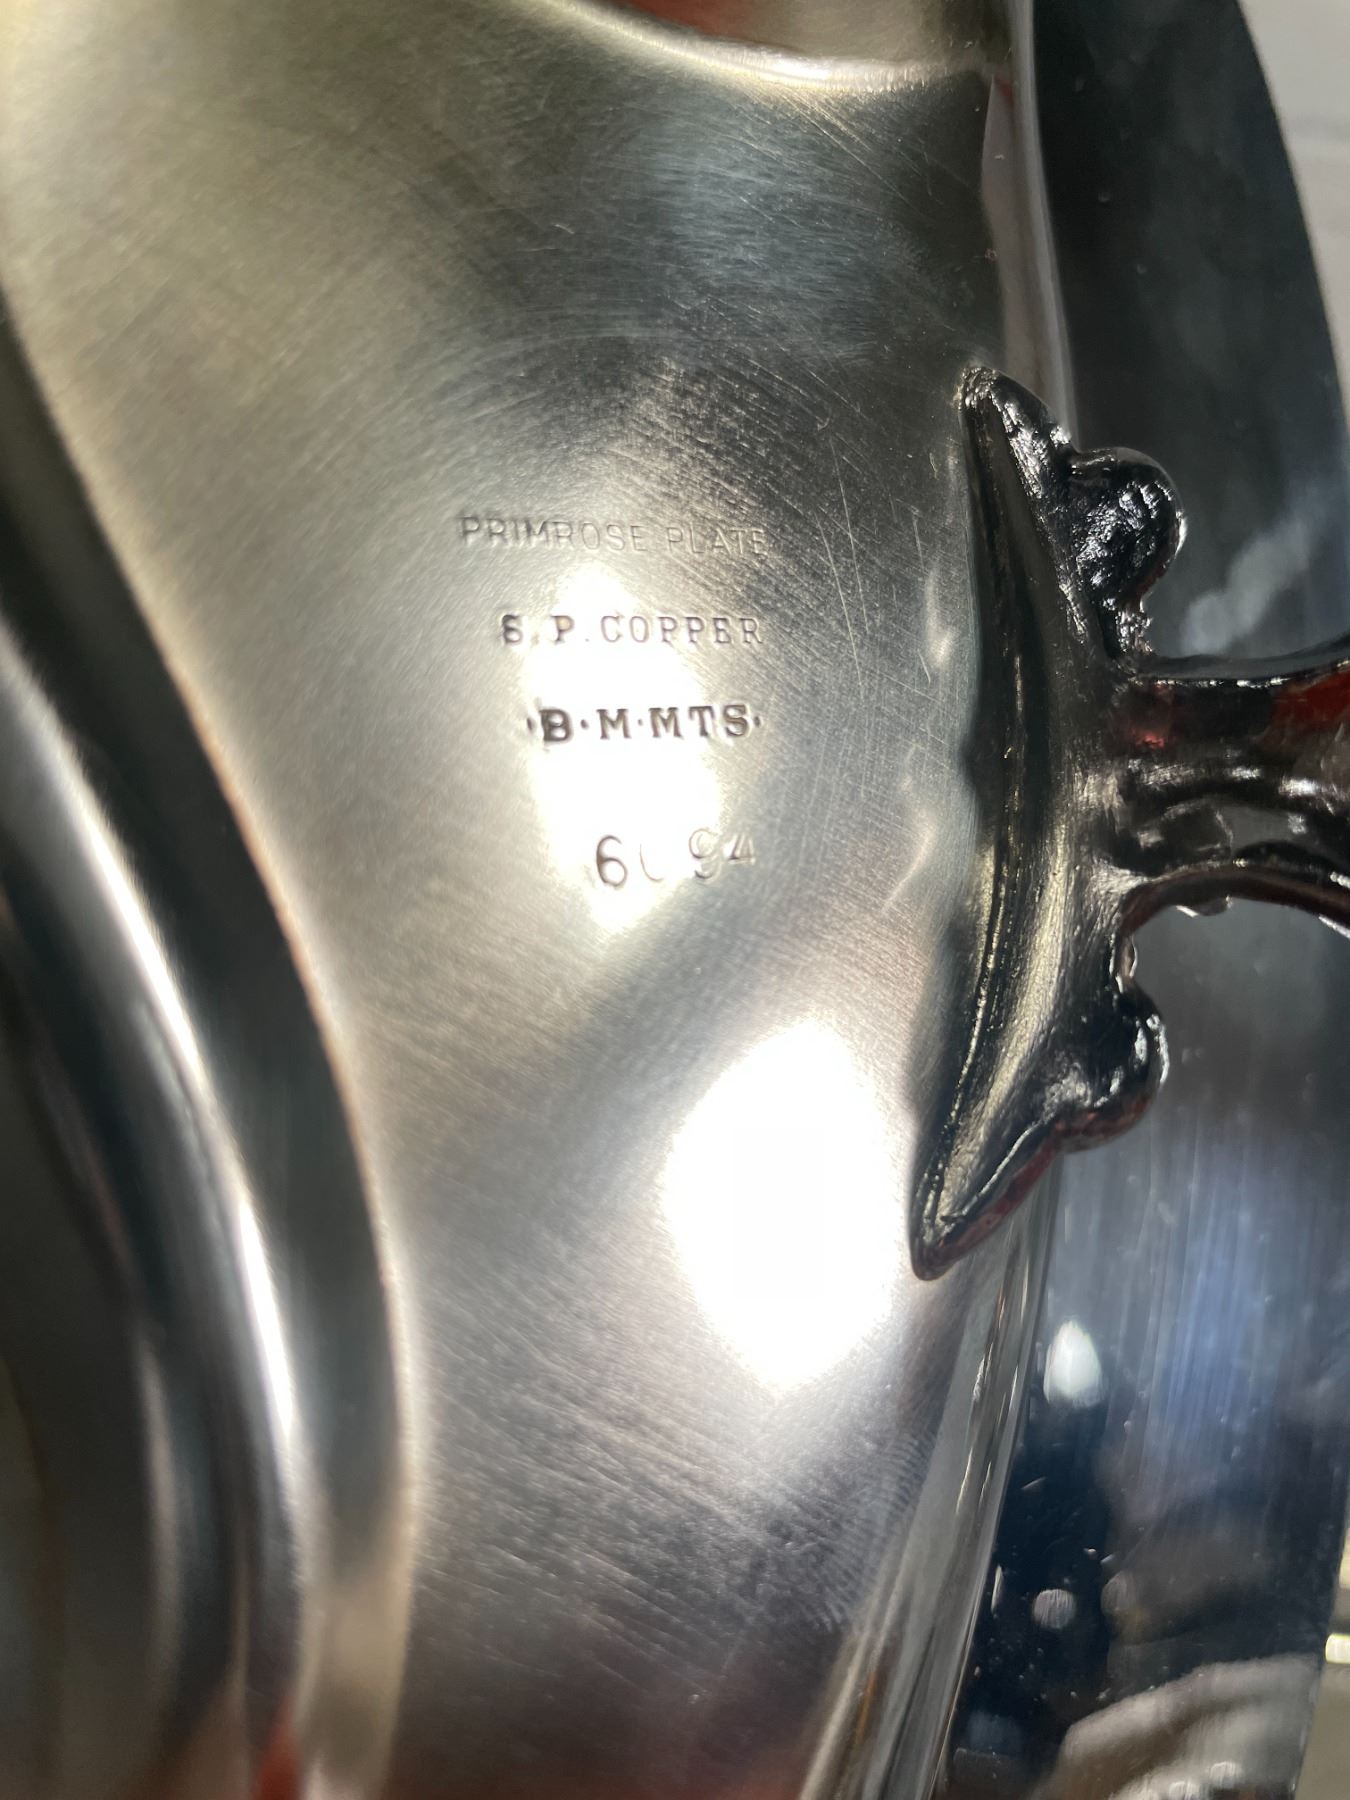 PRIMROSE PLATE
S.P. COPPER
·B·M·MTS·